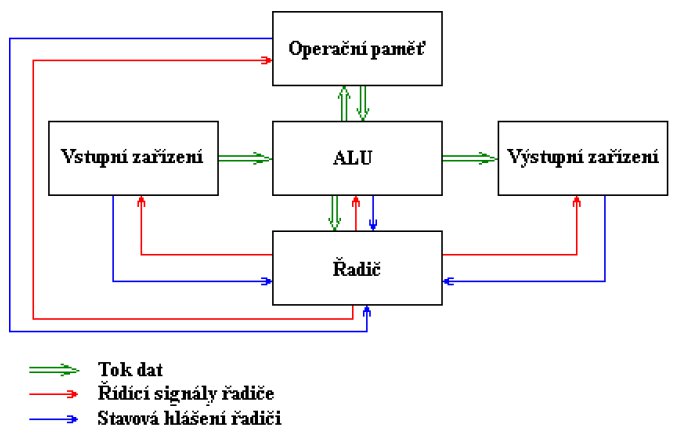 Operační paměť
Vstupní zařízení
ALU
Výstupní zařízení
Řadič
Tok dat
Řídící signály řadiče
Stavová hlášení řadiči